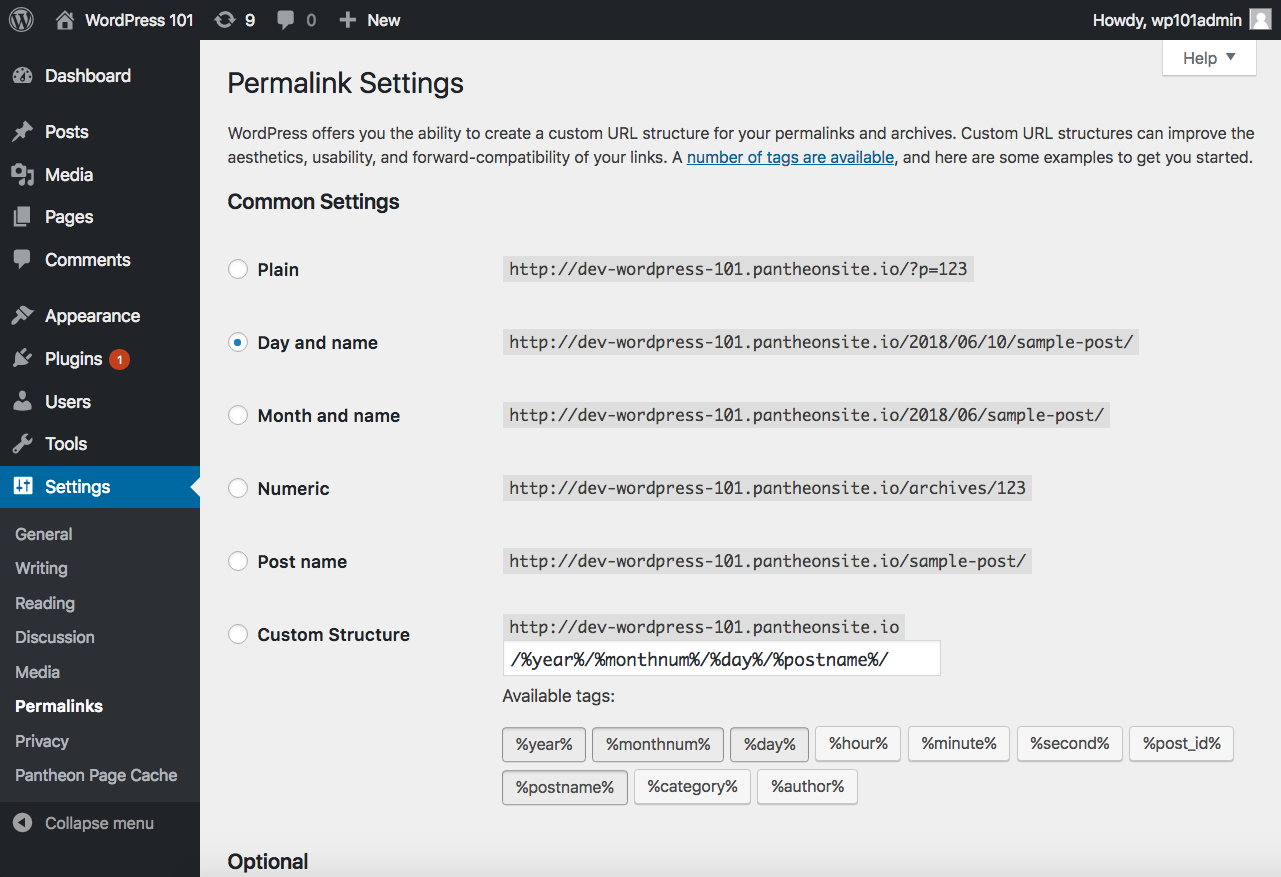 WordPress 101 9 0 New Howdy, wp101admin
Help
Dashboard
Posts
Media
Pages
Comments
Appearance
Plugins 1
Users
Tools
Settings
General
Writing
Reading
Discussion
Media
Permalinks
Privacy
Pantheon Page Cache
Collapse menu
Permalink Settings
WordPress offers you the ability to create a custom URL structure for your permalinks and archives. Custom URL structures can improve the
aesthetics, usability, and forward-compatibility of your links. A number of tags are available, and here are some examples to get you started.
Common Settings
Plain http://dev-wordpress-101.pantheonsite.io/?p=123
Day and name http://dev-wordpress-101.pantheonsite.io/2018/06/10/sample-post/
Month and name http://dev-wordpress-101.pantheonsite.io/2018/06/sample-post/
Numeric http://dev-wordpress-101.pantheonsite.io/archives/123
Post name http://dev-wordpress-101.pantheonsite.io/sample-post/
Custom Structure http://dev-wordpress-101.pantheonsite.io
/%year%/%monthnum%/%day%/%postname%/
Available tags:
%year% %monthnum% %day% %hour% %minute% %second% %post_id%
%postname% %category% %author%
Optional